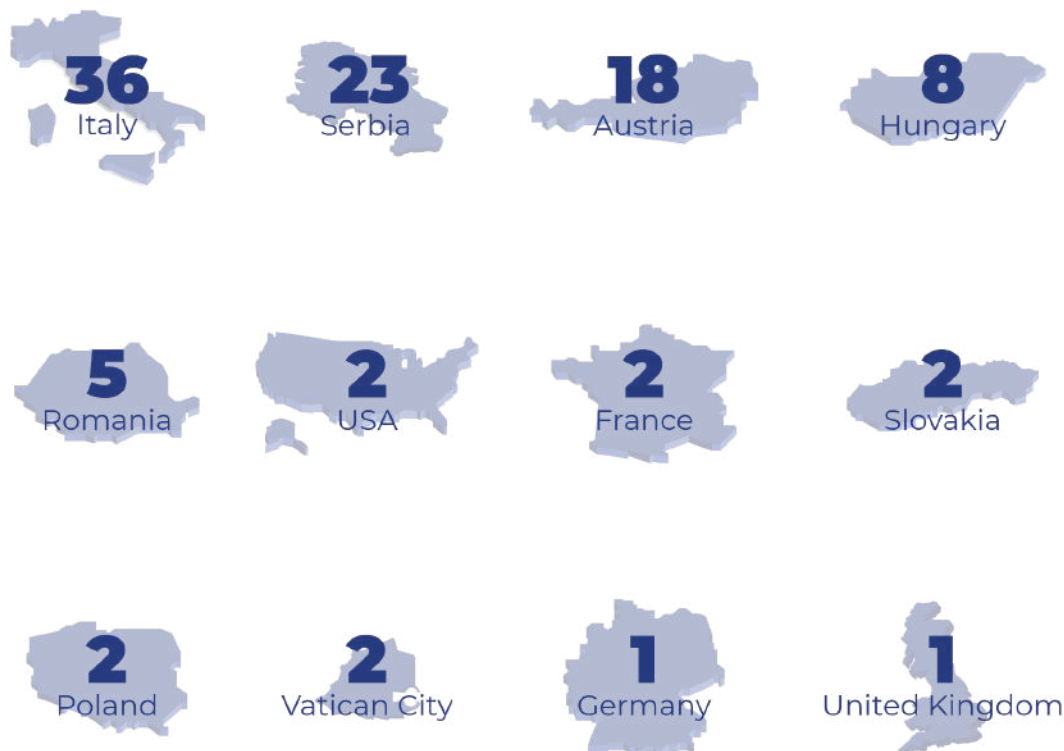 36
Italy
23
Serbia
18
Austria
8
Hungary
5
Romania
2
USA
2
France
2
Slovakia
2
Poland
2
Vatican City
1
Germany
1
United Kingdom